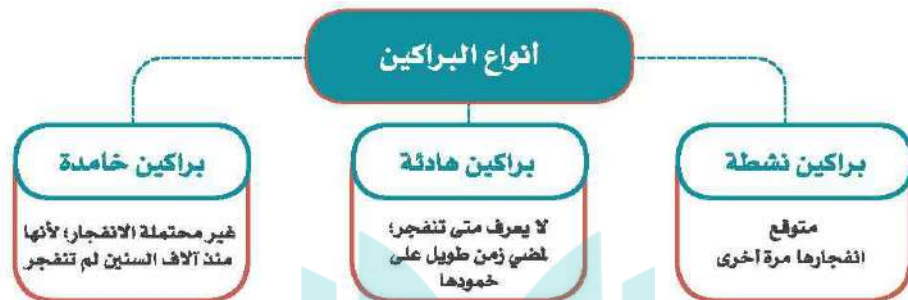 أنواع البراكين
براكين نشطة
متوقع
انفجارها مرة أخرى
براكين هادئة
لا يعرف متى تنفجر؛
لمضي زمن طويل على
خمودها
براكين خامدة
غير محتملة الانفجار؛ لأنها
منذ آلاف السنين لم تنفجر